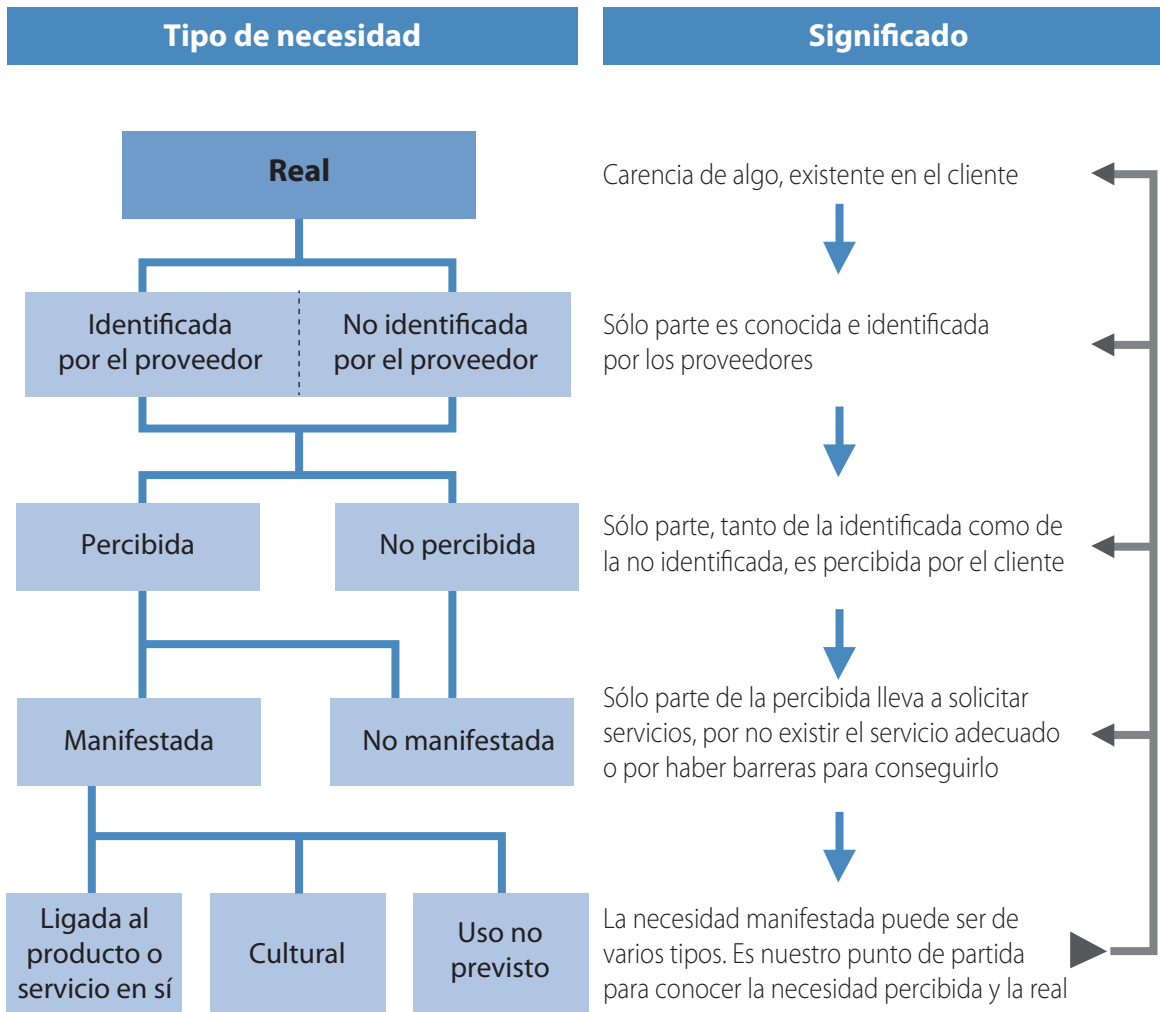 Tipo de necesidad
Significado
Real
Carencia de algo, existente en el cliente
Identificada
por el proveedor
No identificada
por el proveedor
Sólo parte es conocida e identificada
por los proveedores
Percibida
No percibida
Sólo parte, tanto de la identificada como de
la no identificada, es percibida por el cliente
Manifestada
No manifestada
Sólo parte de la percibida lleva a solicitar
servicios, por no existir el servicio adecuado
o por haber barreras para conseguirlo
Ligada al
producto o
servicio en sí
Cultural
Uso no
previsto
La necesidad manifestada puede ser de
varios tipos. Es nuestro punto de partida
para conocer la necesidad percibida y la real